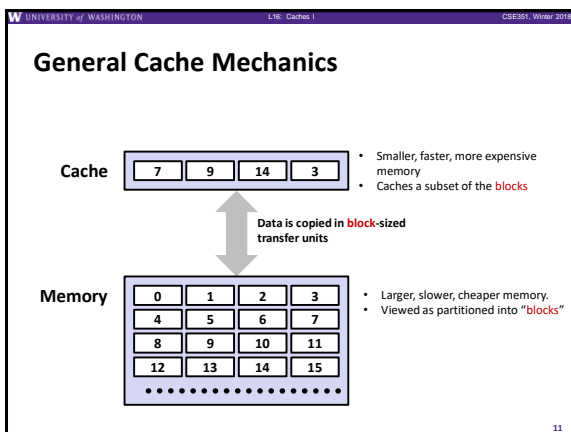 W UNIVERSITY of WASHINGTON L16: Caches I CSE351, Winter 2018
General Cache Mechanics
Cache
7 9 14 3
• Smaller, faster, more expensive
memory
• Caches a subset of the blocks
Data is copied in block-sized
transfer units
Memory
0 1 2 3
4 5 6 7
8 9 10 11
12 13 14 15
• Larger, slower, cheaper memory.
• Viewed as partitioned into “blocks”
11